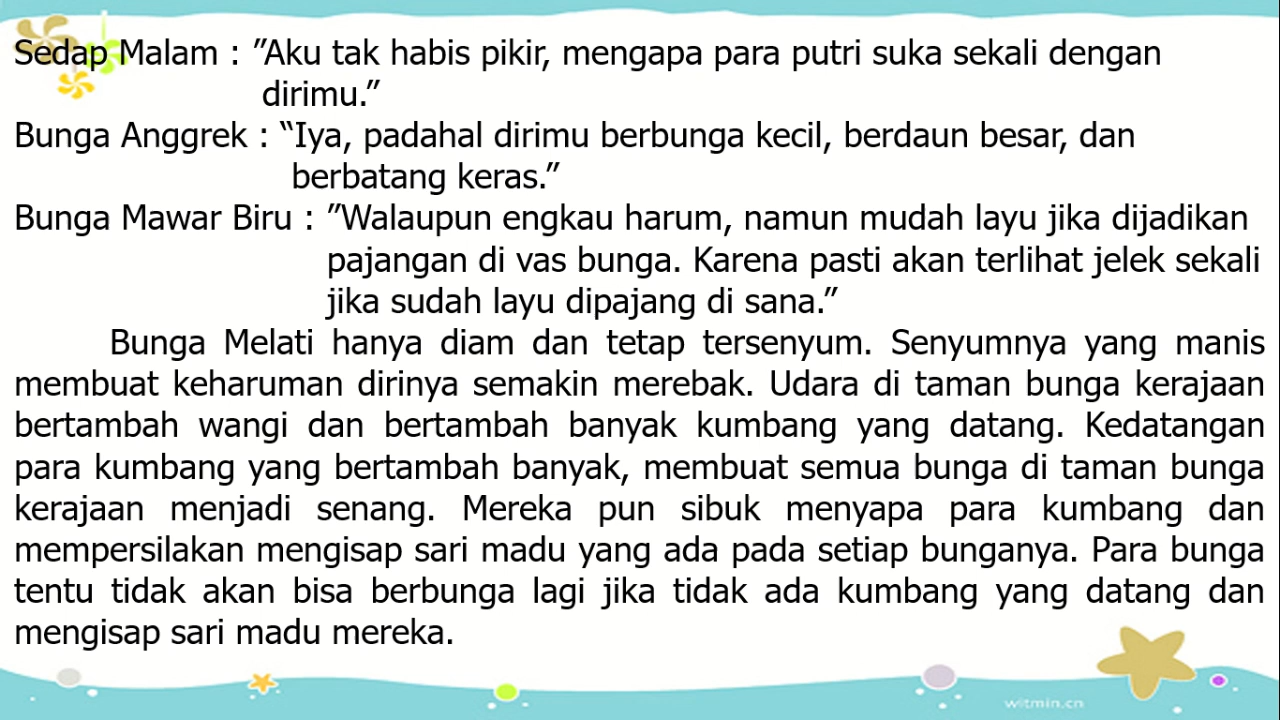 Sedap Malam : ”Aku tak habis pikir, mengapa para putri suka sekali dengan
dirimu.”
Bunga Anggrek : “Iya, padahal dirimu berbunga kecil, berdaun besar, dan
berbatang keras.”
Bunga Mawar Biru : ”Walaupun engkau harum, namun mudah layu jika dijadikan
pajangan di vas bunga. Karena pasti akan terlihat jelek sekali
jika sudah layu dipajang di sana.”
Bunga Melati hanya diam dan tetap tersenyum. Senyumnya yang manis
membuat keharuman dirinya semakin merebak. Udara di taman bunga kerajaan
bertambah wangi dan bertambah banyak kumbang yang datang. Kedatangan
para kumbang yang bertambah banyak, membuat semua bunga di taman bunga
kerajaan menjadi senang. Mereka pun sibuk menyapa para kumbang dan
mempersilakan mengisap sari madu yang ada pada setiap bunganya. Para bunga
tentu tidak akan bisa berbunga lagi jika tidak ada kumbang yang datang dan
mengisap sari madu mereka.
witmin.cn